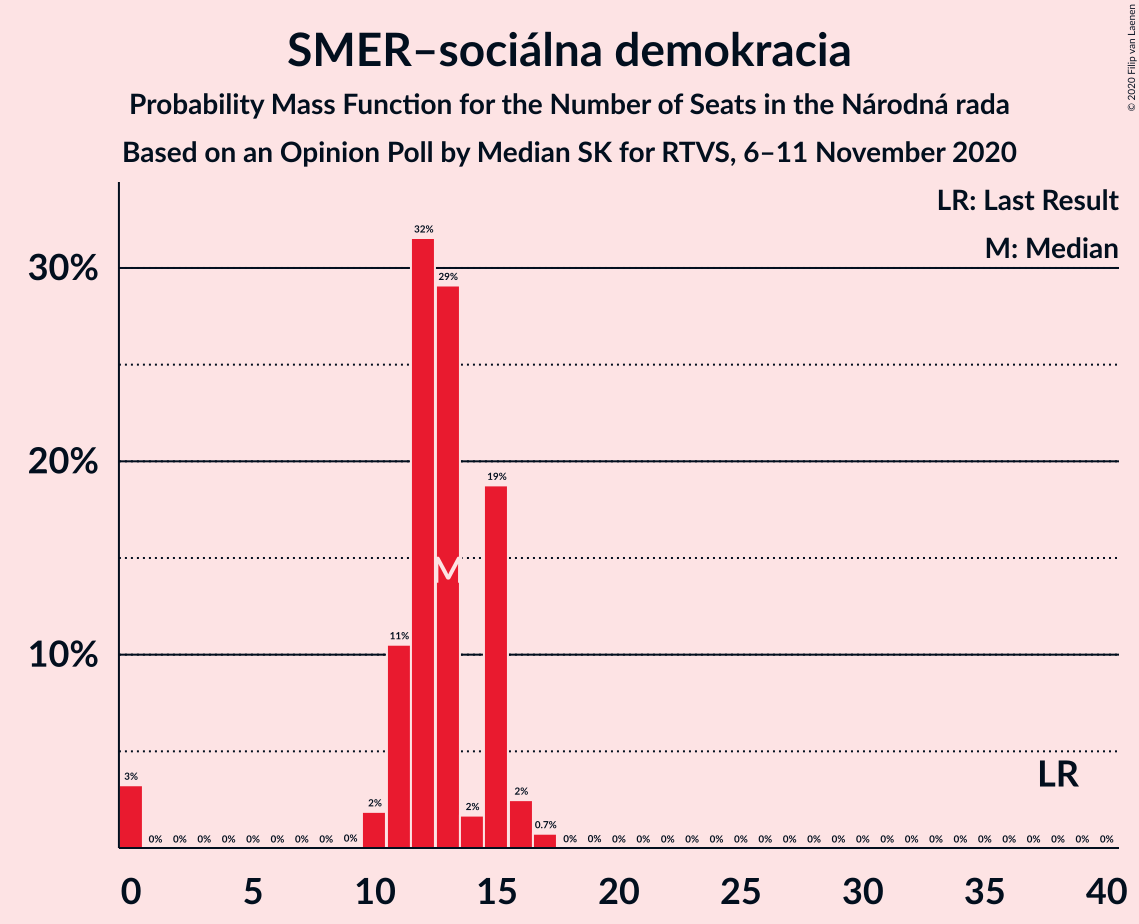 © 2020 Filip van Laenen
SMER–sociálna demokracia
Probability Mass Function for the Number of Seats in the Národná rada
Based on an Opinion Poll by Median SK for RTVS, 6–11 November 2020
LR: Last Result
M: Median
30%
20%
10%
3% 0% 0% 0% 0% 0% 0% 0% 0% 0% 2% 11% 32% 29% 2% 19% 2% 0.7% 0% 0% 0% 0% 0% 0% 0% 0% 0% 0% 0% 0% 0% 0% 0% 0% 0% 0% 0% 0% 0% 0% 0%
M
LR
0 5 10 15 20 25 30 35 40